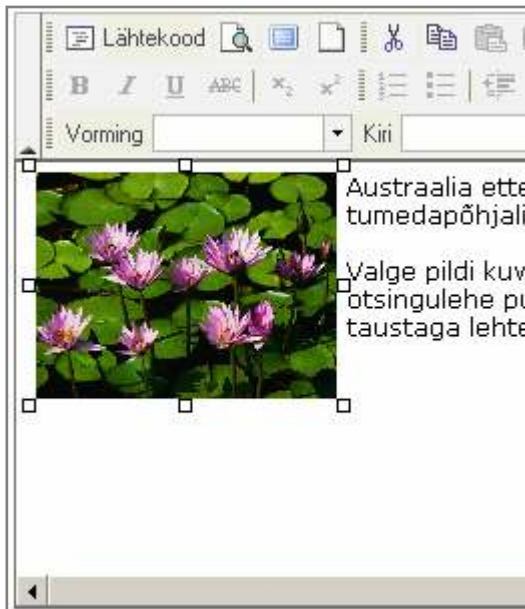 Lähtekood
B I U ABC x₂ x²
Vorming Kiri
Austraalia ette
tumedapõhjali
Valge pildi kuv
otsingulehe pu
taustaga lehte